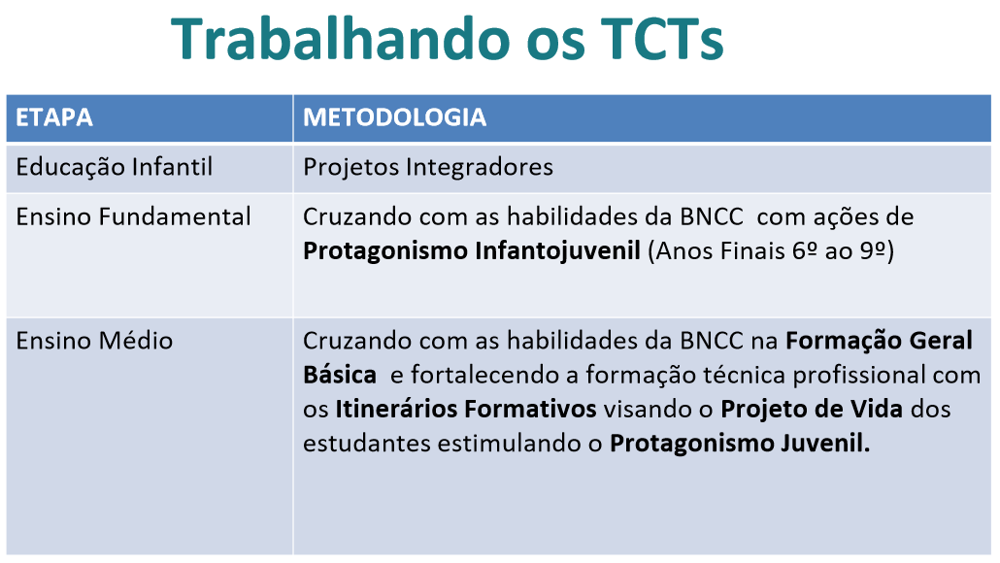 Trabalhando os TCTs
ETAPA
METODOLOGIA
Educação Infantil
Projetos Integradores
Ensino Fundamental
Cruzando com as habilidades da BNCC  com ações de
Protagonismo Infantojuvenil (Anos Finais 6º ao 9º)
Ensino Médio
Cruzando com as habilidades da BNCC na Formação Geral
Básica  e fortalecendo a formação técnica profissional com
os Itinerários Formativos visando o Projeto de Vida dos
estudantes estimulando o Protagonismo Juvenil.